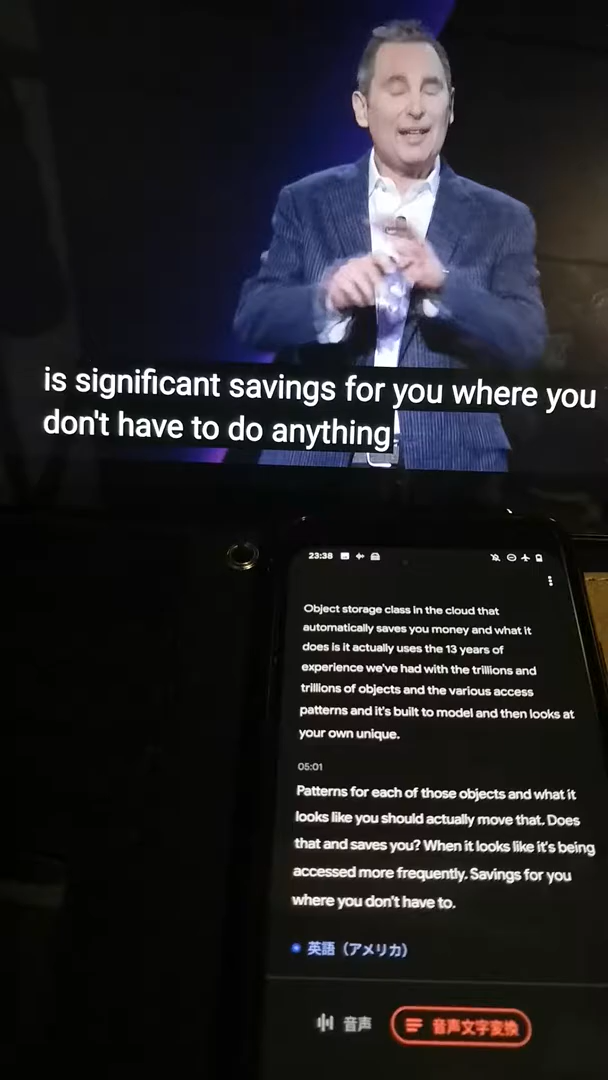 is significant savings for you where you
don't have to do anything
23:38
Object storage class in the cloud that
automatically saves you money and what it
does is it actually uses the 13 years of
experience we've had with the trillions and
trillions of objects and the various access
patterns and it's built to model and then looks at
your own unique.
05:01
Patterns for each of those objects and what it
looks like you should actually move that. Does
that and saves you? When it looks like it's being
accessed more frequently. Savings for you
where you don't have to.
英語（アメリカ）
音声
音声文字変換